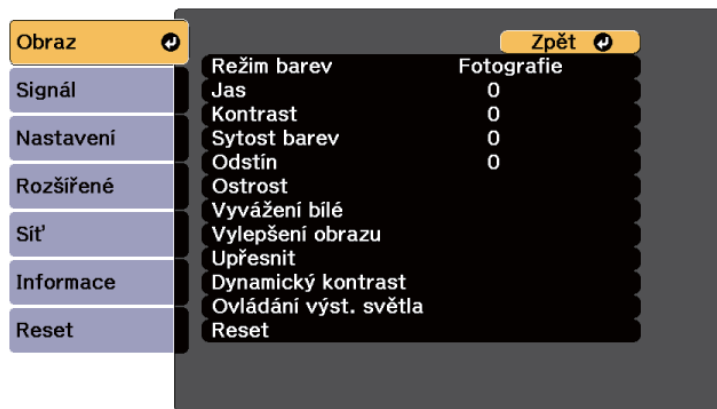 Obraz
Signál
Nastavení
Rozšířené
Síť
Informace
Reset
Zpět
Režim barev Fotografie
Jas 0
Kontrast 0
Sytost barev 0
Odstín 0
Ostrost
Vyvážení bílé
Vylepšení obrazu
Upřesnit
Dynamický kontrast
Ovládání výst. světla
Reset